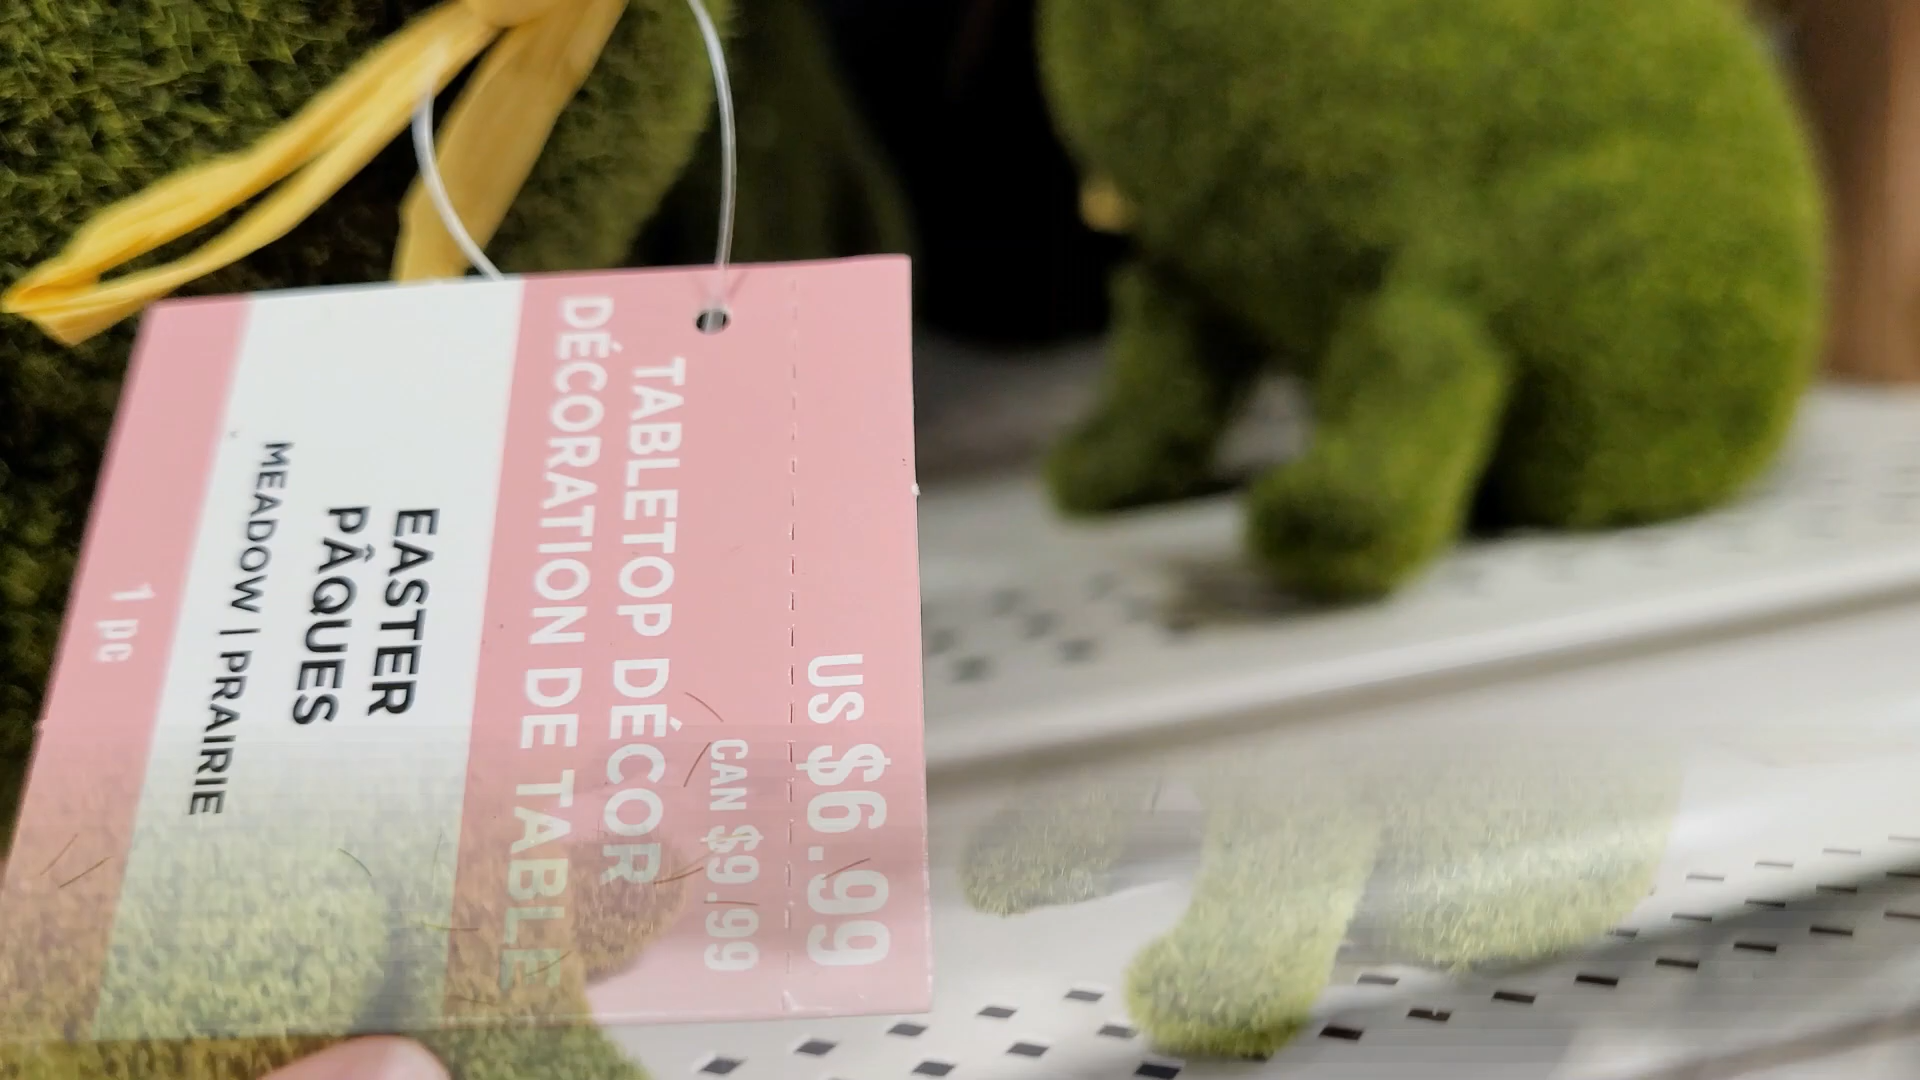 US $6.99
CAN $9.99
TABLETOP DÉCOR
DÉCORATION DE TABLE
EASTER
PÂQUES
MEADOW | PRAIRIE
1 pc